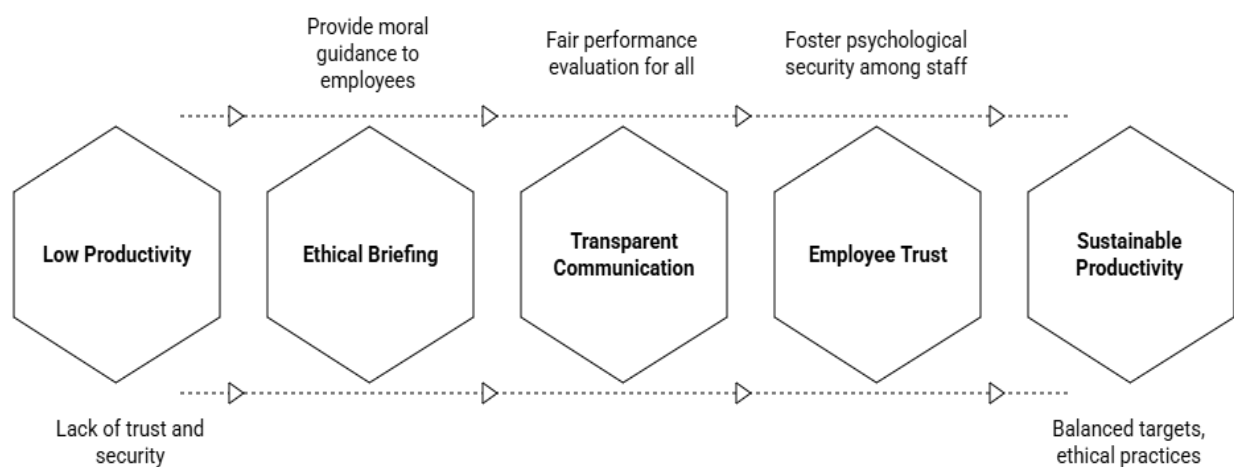 Provide moral
guidance to
employees
Fair performance
evaluation for all
Foster psychological
security among staff
Low Productivity
Ethical Briefing
Transparent
Communication
Employee Trust
Sustainable
Productivity
Lack of trust and
security
Balanced targets,
ethical practices